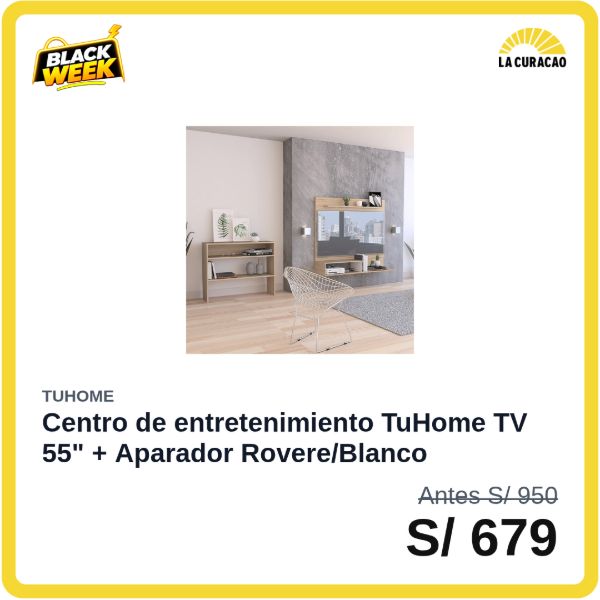 BLACK
WEEK
LA CURACAO
TUHOME
Centro de entretenimiento TuHome TV
55" + Aparador Rovere/Blanco
Antes S/ 950
S/ 679